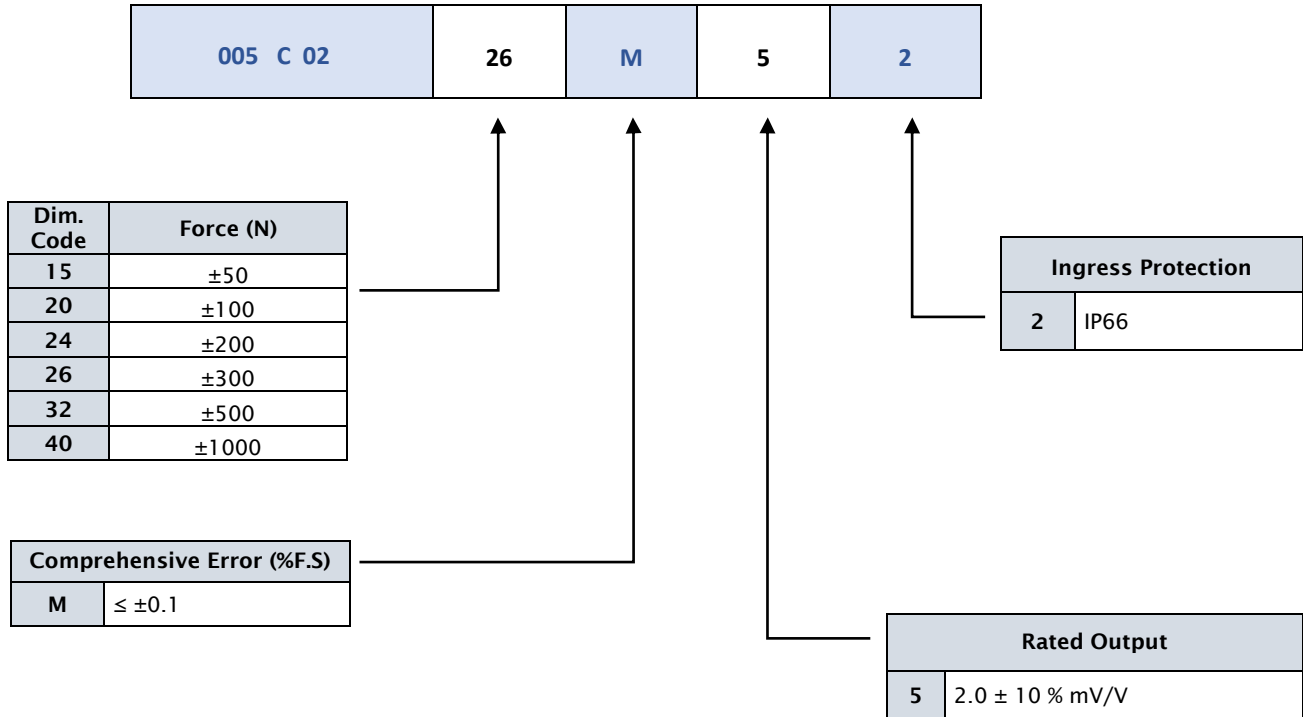 005 C 02 26 M 5 2
Dim. Code Force (N)
15 ±50
20 ±100
24 ±200
26 ±300
32 ±500
40 ±1000
Ingress Protection
2 IP66
Comprehensive Error (%F.S)
M ≤ ±0.1
Rated Output
5 2.0 ± 10 % mV/V